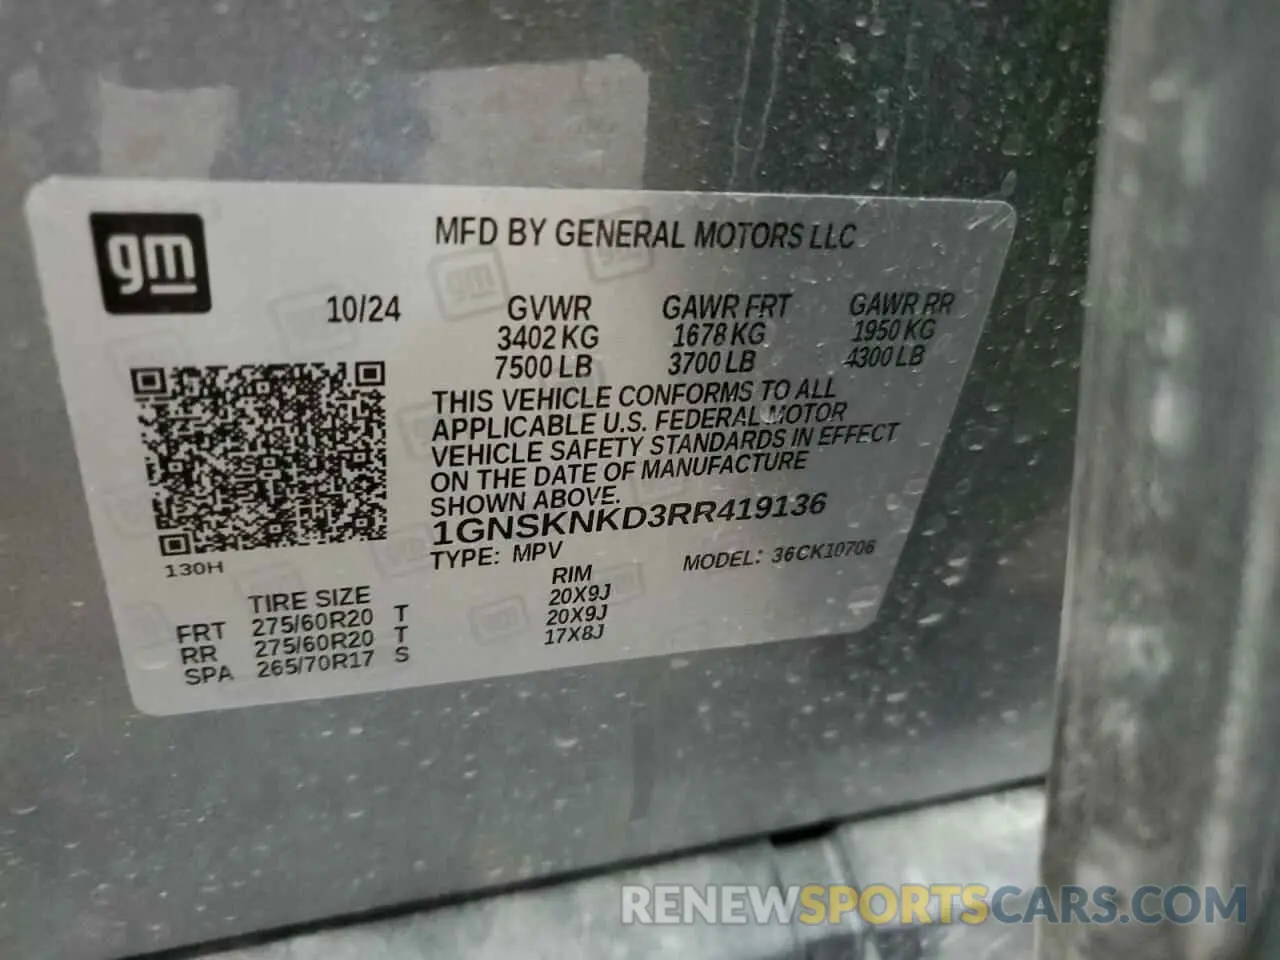 gm
MFD BY GENERAL MOTORS LLC
10/24 GVWR GAWR FRT GAWR RR
3402 KG 1678 KG 1950 KG
7500 LB 3700 LB 4300 LB
THIS VEHICLE CONFORMS TO ALL
APPLICABLE U.S. FEDERAL MOTOR
VEHICLE SAFETY STANDARDS IN EFFECT
ON THE DATE OF MANUFACTURE
SHOWN ABOVE.
1GNSKNKD3RR419136
TYPE: MPV MODEL: 36CK10706
130H
TIRE SIZE RIM
FRT 275/60R20 T 20X9J
RR 275/60R20 T 20X9J
SPA 265/70R17 S 17X8J
RENEWSPORTSCARS.COM